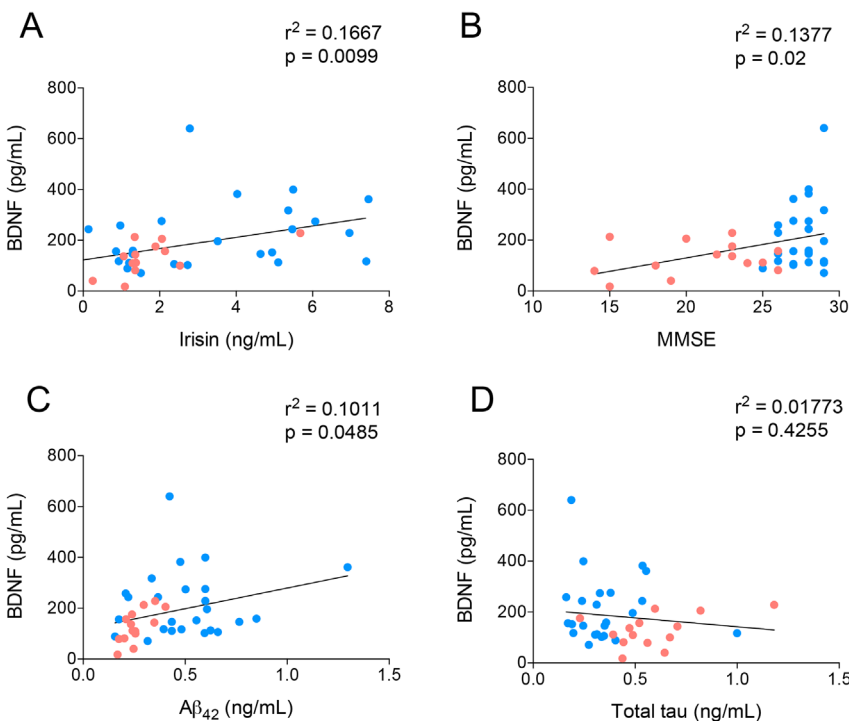 A
r² = 0.1667
p = 0.0099
BDNF (pg/mL)
800
600
400
200
0
0 2 4 6 8
Irisin (ng/mL)
B
r² = 0.1377
p = 0.02
BDNF (pg/mL)
800
600
400
200
0
10 15 20 25 30
MMSE
C
r² = 0.1011
p = 0.0485
BDNF (pg/mL)
800
600
400
200
0
0.0 0.5 1.0 1.5
Aβ₄₂ (ng/mL)
D
r² = 0.01773
p = 0.4255
BDNF (pg/mL)
800
600
400
200
0
0.0 0.5 1.0 1.5
Total tau (ng/mL)